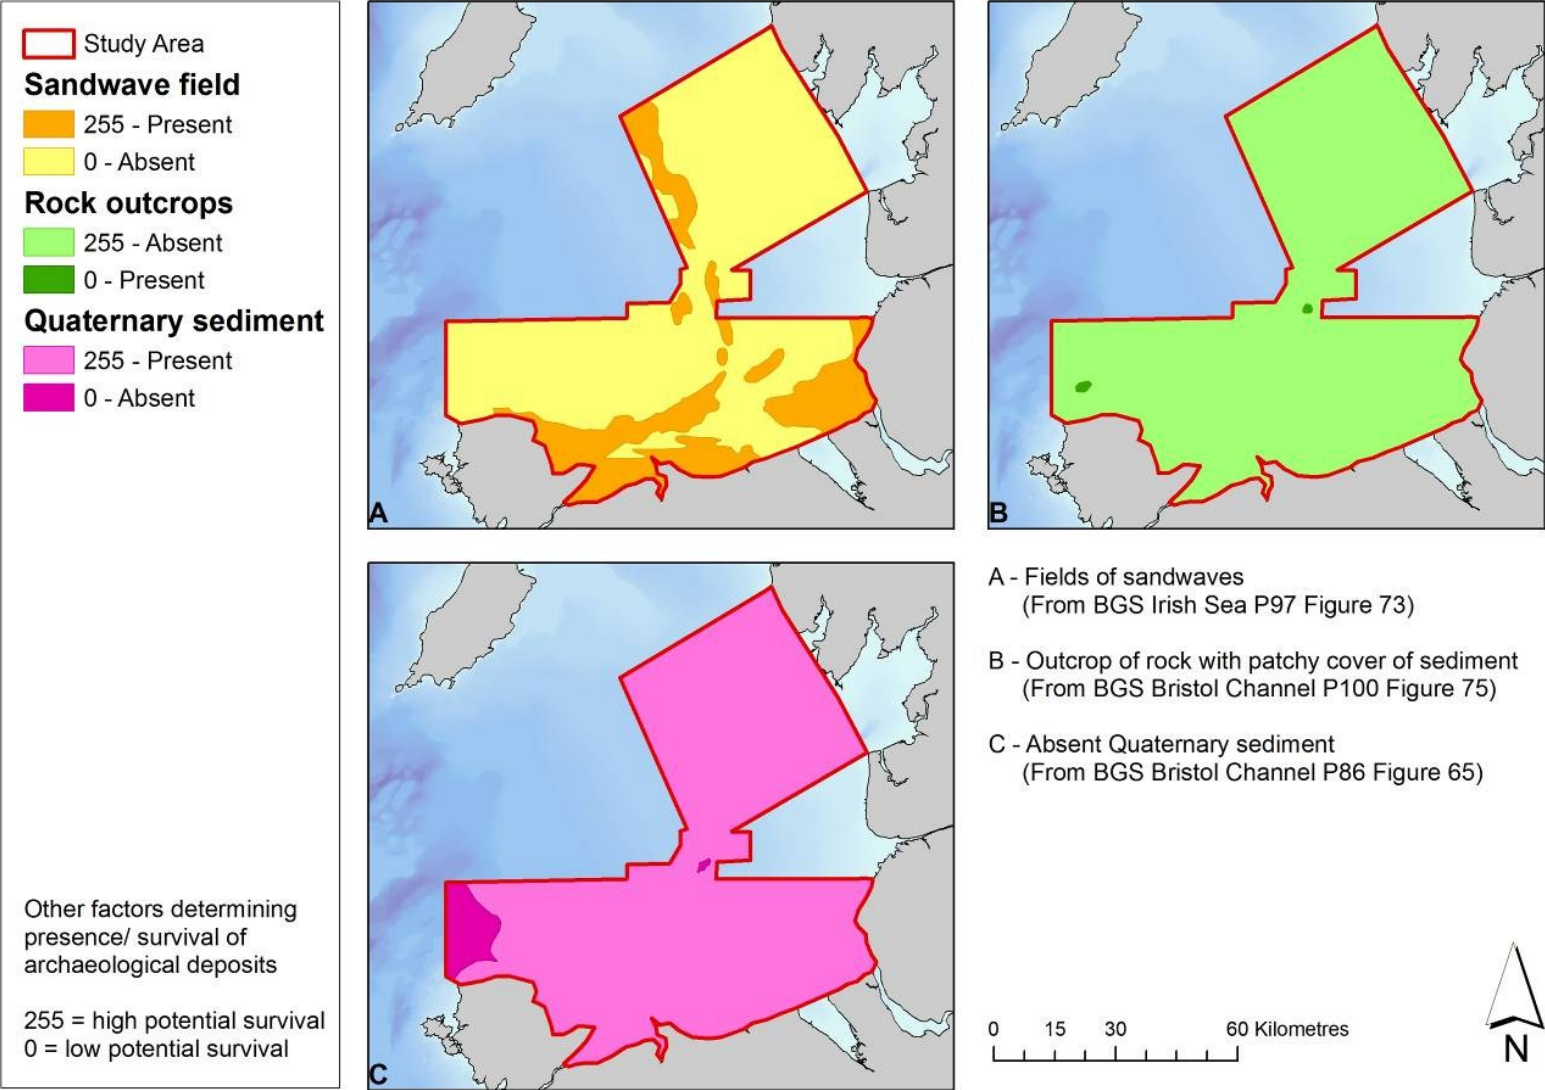 Study Area
Sandwave field
255 - Present
0 - Absent
Rock outcrops
255 - Absent
0 - Present
Quaternary sediment
255 - Present
0 - Absent
Other factors determining
presence/ survival of
archaeological deposits
255 = high potential survival
0 = low potential survival
A
B
C
A - Fields of sandwaves
(From BGS Irish Sea P97 Figure 73)
B - Outcrop of rock with patchy cover of sediment
(From BGS Bristol Channel P100 Figure 75)
C - Absent Quaternary sediment
(From BGS Bristol Channel P86 Figure 65)
0 15 30 60 Kilometres
N